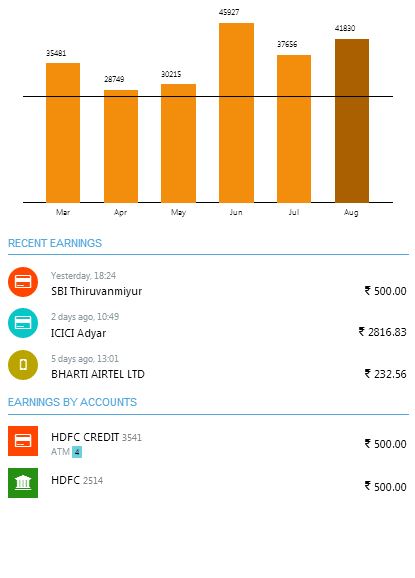 45927
41830
37656
35481
30215
28749
Mar Apr May Jun Jul Aug
RECENT EARNINGS
Yesterday, 18:24
SBI Thiruvanmiyur ₹ 500.00
2 days ago, 10:49
ICICI Adyar ₹ 2816.83
5 days ago, 13:01
BHARTI AIRTEL LTD ₹ 232.56
EARNINGS BY ACCOUNTS
HDFC CREDIT 3541 ₹ 500.00
ATM 4
HDFC 2514 ₹ 500.00